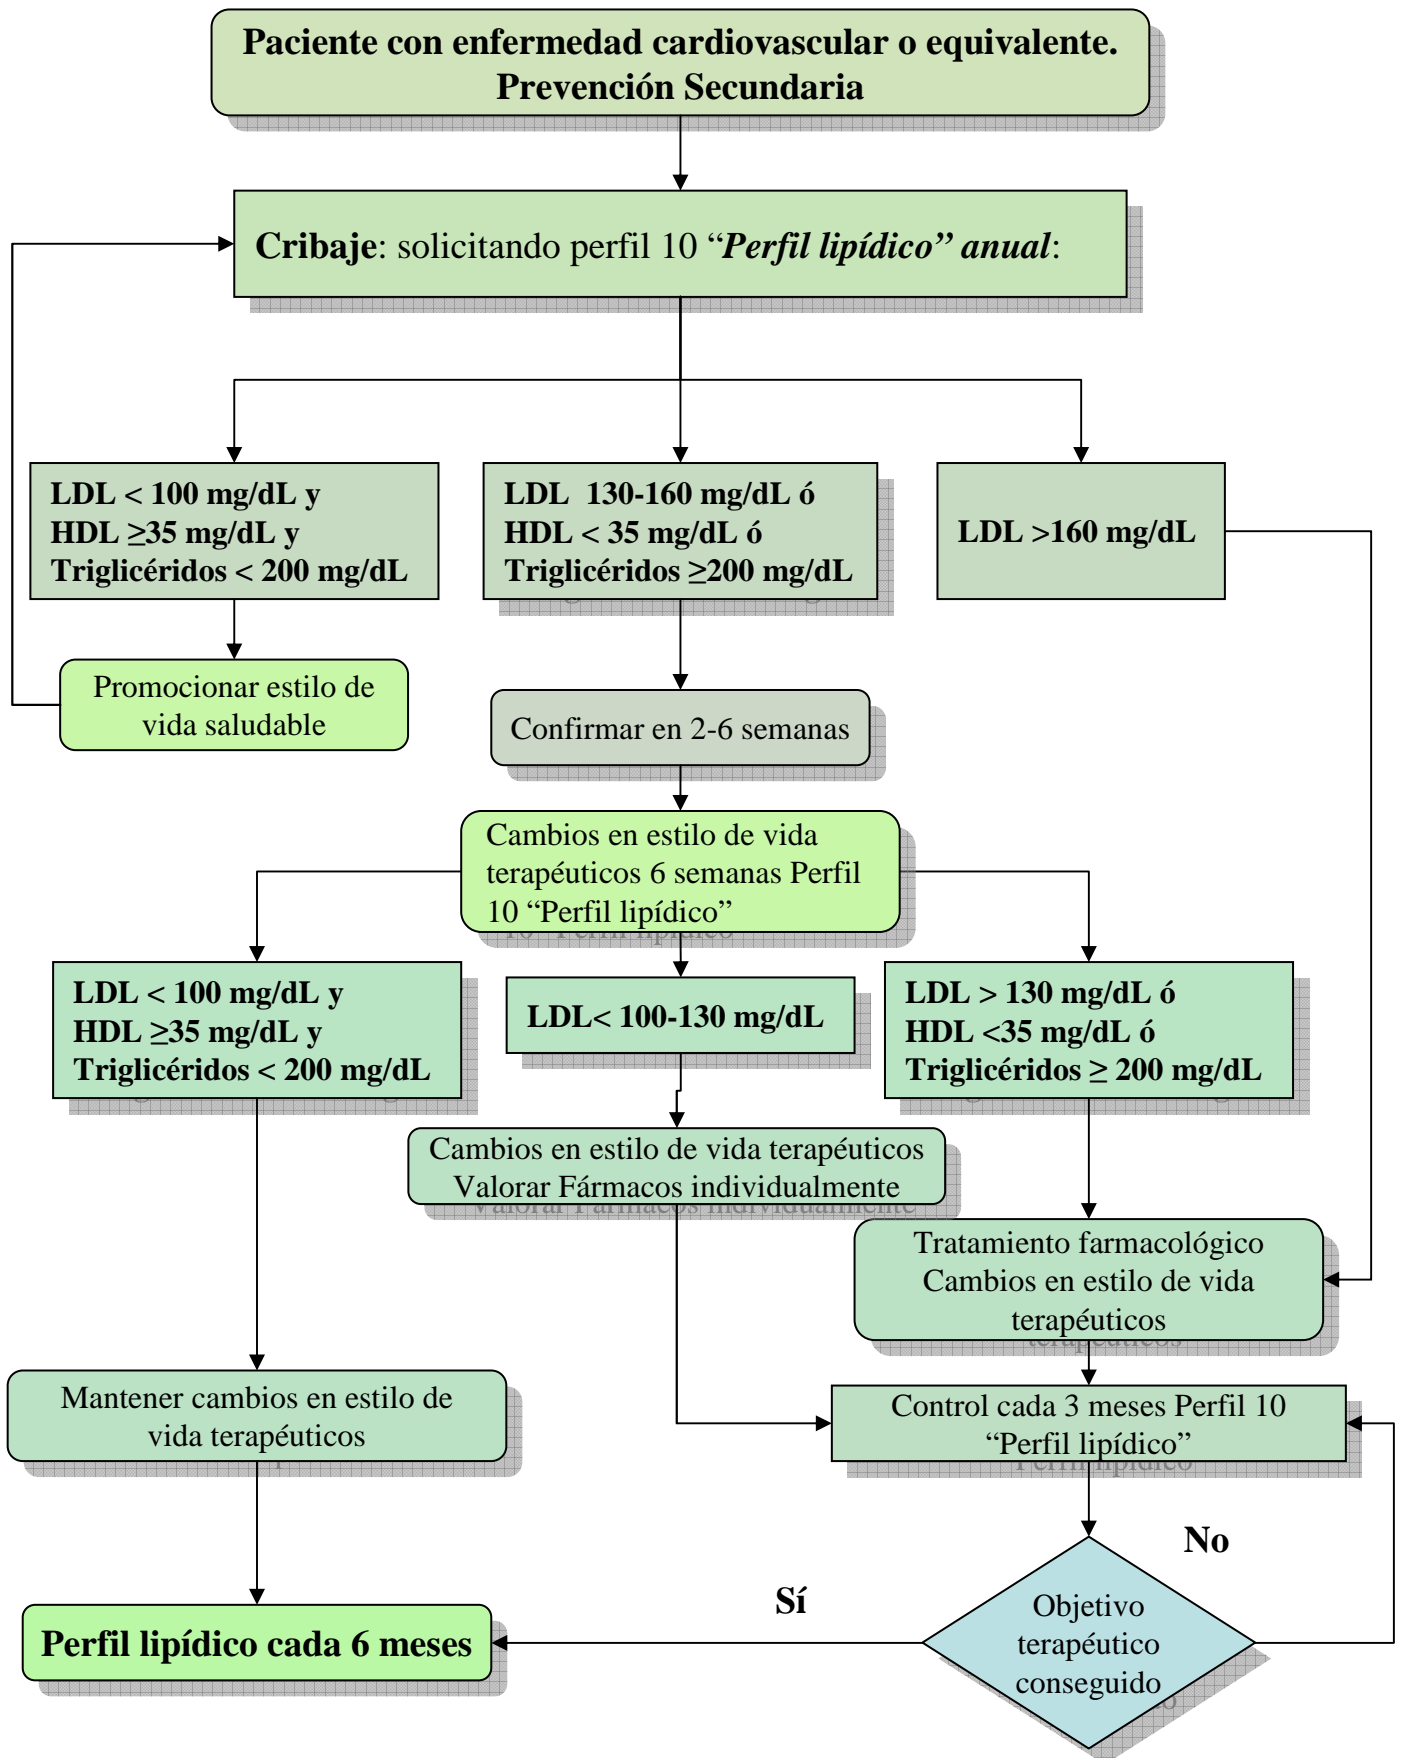 Paciente con enfermedad cardiovascular o equivalente.
Prevención Secundaria
Cribaje: solicitando perfil 10 “Perfil lipídico” anual:
LDL < 100 mg/dL y
HDL ≥35 mg/dL y
Triglicéridos < 200 mg/dL
LDL 130-160 mg/dL ó
HDL < 35 mg/dL ó
Triglicéridos ≥200 mg/dL
LDL >160 mg/dL
Promocionar estilo de
vida saludable
Confirmar en 2-6 semanas
Cambios en estilo de vida
terapéuticos 6 semanas Perfil
10 “Perfil lipídico”
LDL < 100 mg/dL y
HDL ≥35 mg/dL y
Triglicéridos < 200 mg/dL
LDL< 100-130 mg/dL
LDL > 130 mg/dL ó
HDL <35 mg/dL ó
Triglicéridos ≥ 200 mg/dL
Cambios en estilo de vida terapéuticos
Valorar Fármacos individualmente
Tratamiento farmacológico
Cambios en estilo de vida
terapéuticos
Mantener cambios en estilo de
vida terapéuticos
Control cada 3 meses Perfil 10
“Perfil lipídico”
No
Sí
Objetivo
terapéutico
conseguido
Perfil lipídico cada 6 meses